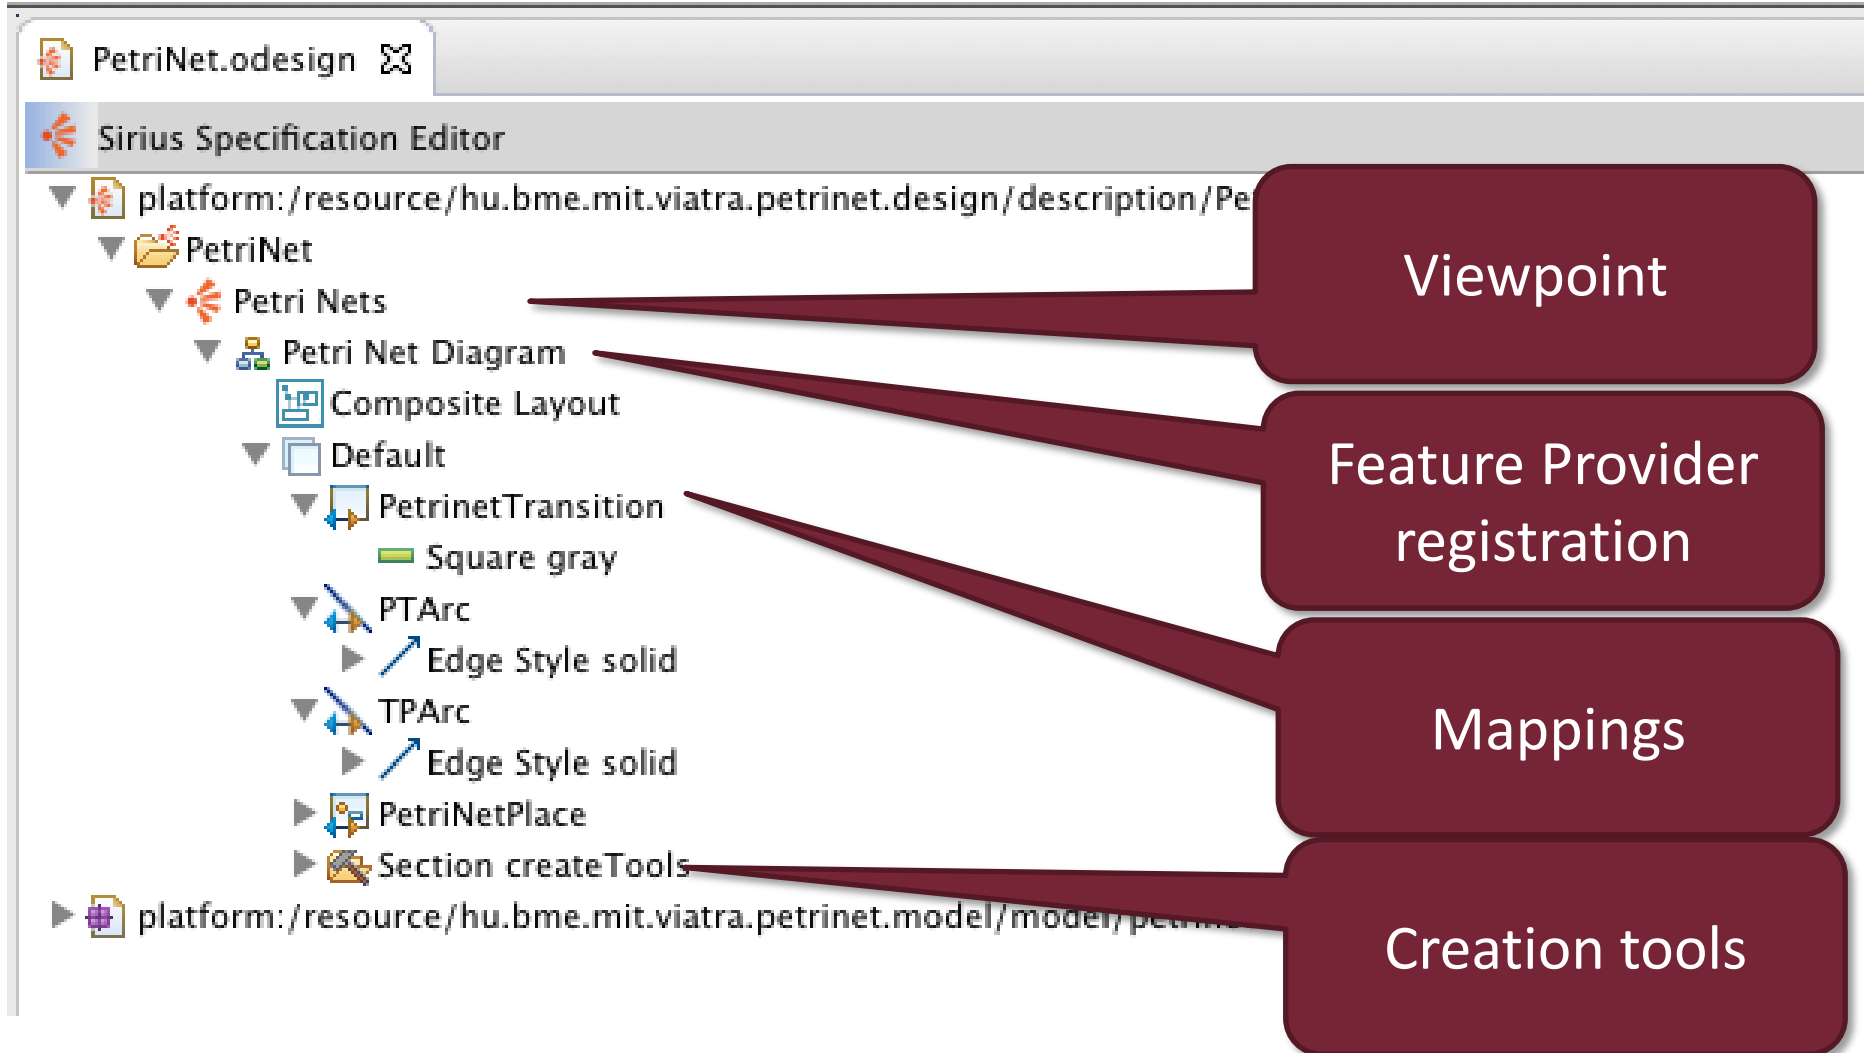 PetriNet.odesign
Sirius Specification Editor
platform:/resource/hu.bme.mit.viatra.petrinet.design/description/Pe
PetriNet
Petri Nets
Petri Net Diagram
Composite Layout
Default
PetrinetTransition
Square gray
PTArc
Edge Style solid
TPArc
Edge Style solid
PetriNetPlace
Section createTools
platform:/resource/hu.bme.mit.viatra.petrinet.model/model/
Viewpoint
Feature Provider
registration
Mappings
Creation tools